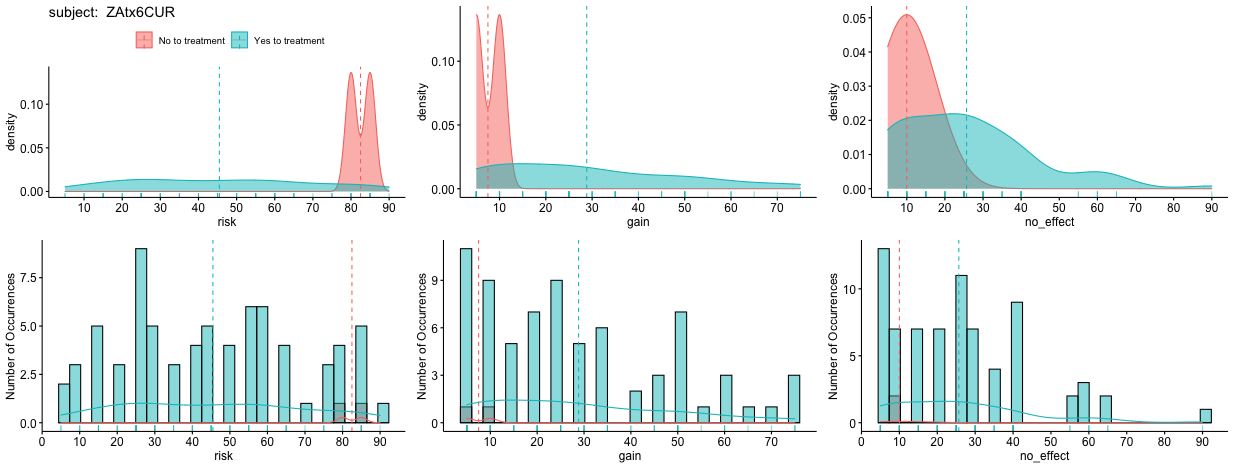 subject: ZAtx6CUR
No to treatment Yes to treatment
density
0.10
0.05
0.00
10 20 30 40 50 60 70 80 90
risk
density
0.10
0.05
0.00
10 20 30 40 50 60 70
gain
density
0.05
0.04
0.03
0.02
0.01
0.00
10 20 30 40 50 60 70 80 90
no_effect
Number of Occurrences
7.5
5.0
2.5
0.0
0 10 20 30 40 50 60 70 80 90
risk
Number of Occurrences
9
6
3
0
10 20 30 40 50 60 70
gain
Number of Occurrences
10
5
0
0 10 20 30 40 50 60 70 80 90
no_effect